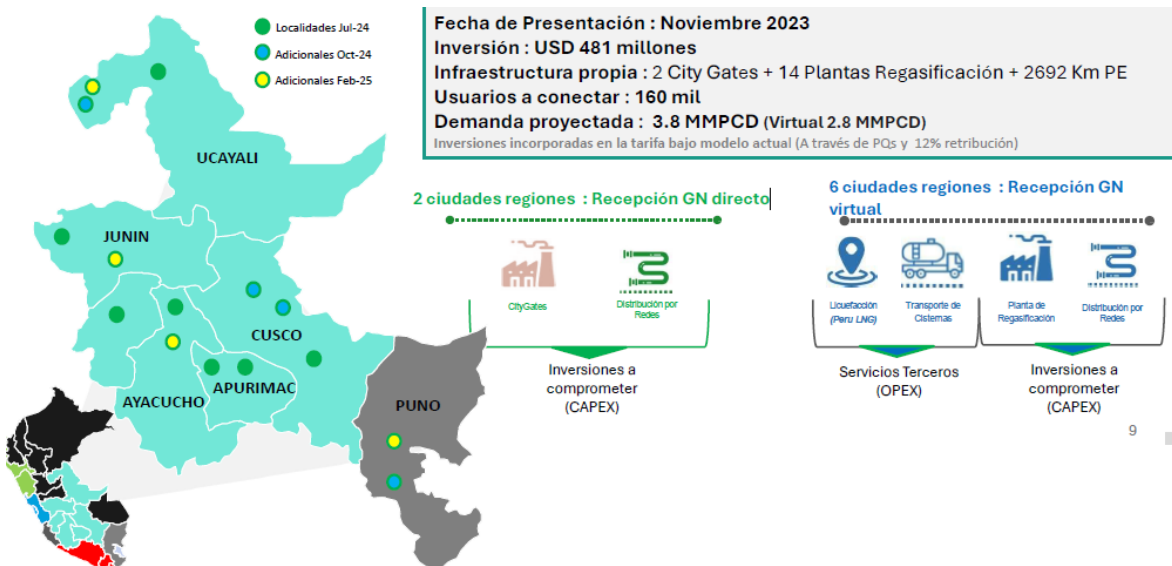 Localidades Jul-24
Adicionales Oct-24
Adicionales Feb-25
Fecha de Presentación : Noviembre 2023
Inversión : USD 481 millones
Infraestructura propia : 2 City Gates + 14 Plantas Regasificación + 2692 Km PE
Usuarios a conectar : 160 mil
Demanda proyectada : 3.8 MMPCD (Virtual 2.8 MMPCD)
Inversiones incorporadas en la tarifa bajo modelo actual (A través de PQs y 12% retribución)
UCAYALI
JUNIN
CUSCO
APURIMAC
AYACUCHO
PUNO
2 ciudades regiones : Recepción GN directo
CityGates
Distribución por
Redes
Inversiones a
comprometer
(CAPEX)
6 ciudades regiones : Recepción GN
virtual
Licuefacción
(Peru LNG)
Transporte de
Cisternas
Planta de
Regasificación
Distribución por
Redes
Servicios Terceros
(OPEX)
Inversiones a
comprometer
(CAPEX)
9